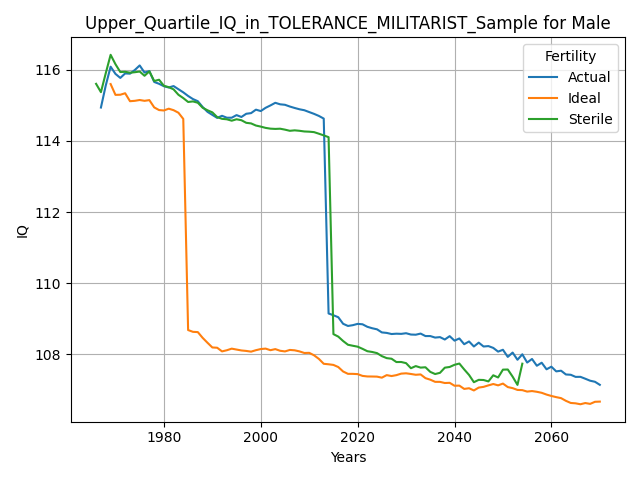 Upper_Quartile_IQ_in_TOLERANCE_MILITARIST_Sample for Male
Fertility
Actual
Ideal
Sterile
116
114
112
110
108
IQ
1980
2000
2020
2040
2060
Years